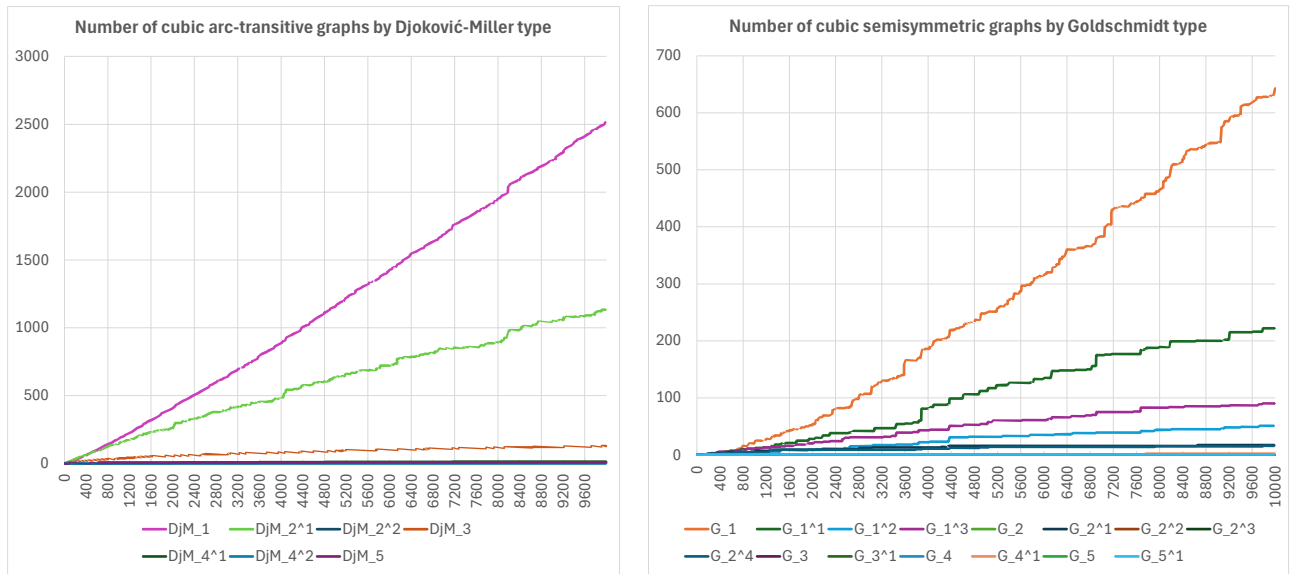 Number of cubic arc-transitive graphs by Djoković-Miller type
3000
2500
2000
1500
1000
500
0
0 400 800 1200 1600 2000 2400 2800 3200 3600 4000 4400 4800 5200 5600 6000 6400 6800 7200 7600 8000 8400 8800 9200 9600
DjM_1 DjM_2^1 DjM_2^2 DjM_3
DjM_4^1 DjM_4^2 DjM_5
Number of cubic semisymmetric graphs by Goldschmidt type
700
600
500
400
300
200
100
0
0 400 800 1200 1600 2000 2400 2800 3200 3600 4000 4400 4800 5200 5600 6000 6400 6800 7200 7600 8000 8400 8800 9200 9600 10000
G_1 G_1^1 G_1^2 G_1^3 G_2 G_2^1 G_2^2 G_2^3
G_2^4 G_3 G_3^1 G_4 G_4^1 G_5 G_5^1